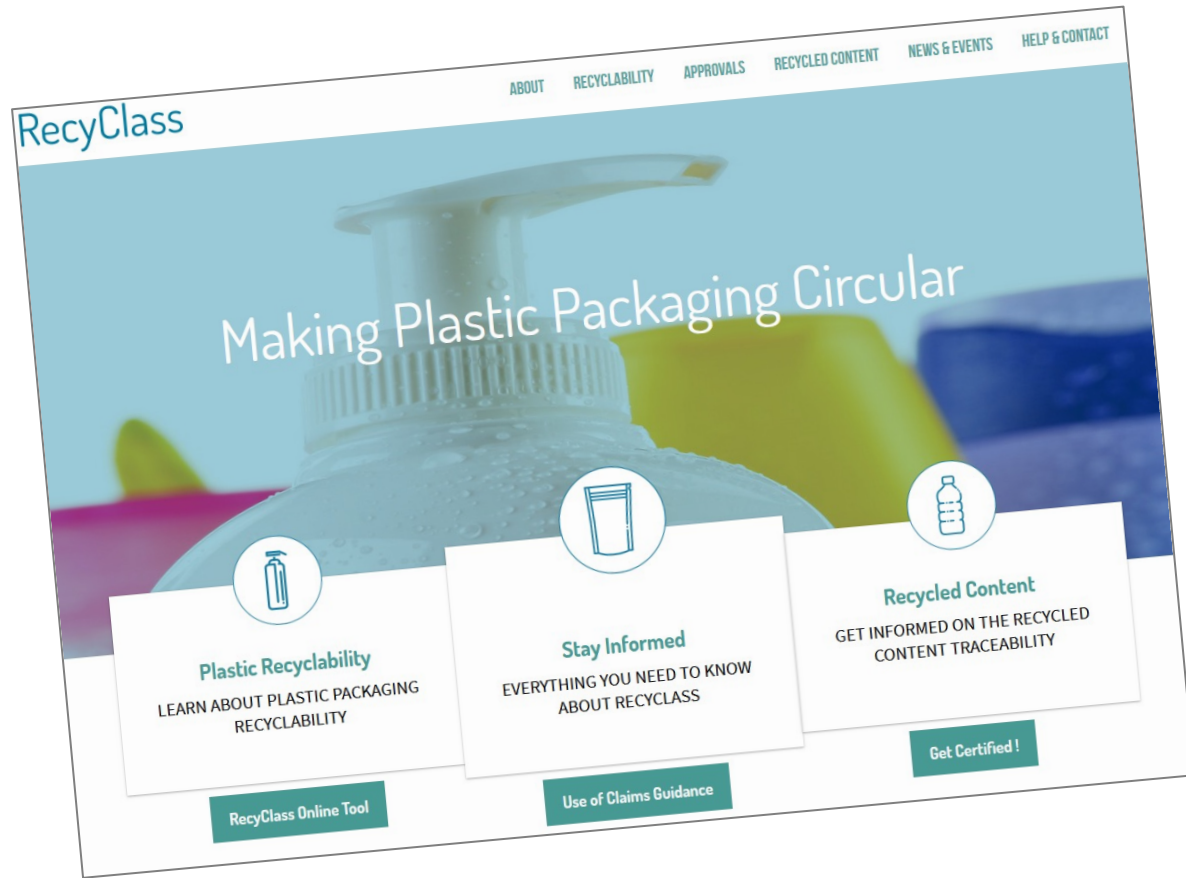 RecyClass
ABOUT RECYCLABILITY APPROVALS RECYCLED CONTENT NEWS & EVENTS HELP & CONTACT
Making Plastic Packaging Circular
Plastic Recyclability
LEARN ABOUT PLASTIC PACKAGING
RECYCLABILITY
RecyClass Online Tool
Stay Informed
EVERYTHING YOU NEED TO KNOW
ABOUT RECYCLASS
Use of Claims Guidance
Recycled Content
GET INFORMED ON THE RECYCLED
CONTENT TRACEABILITY
Get Certified !